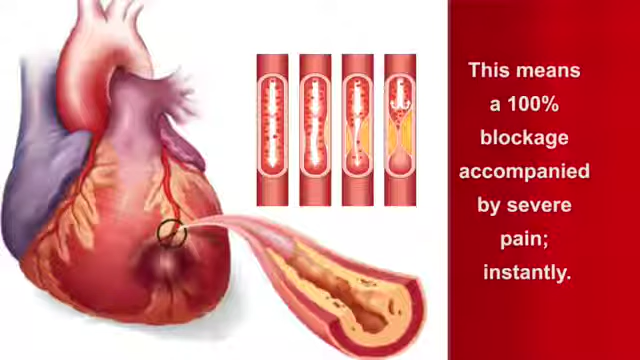 This means
a 100%
blockage
accompanied
by severe
pain;
instantly.